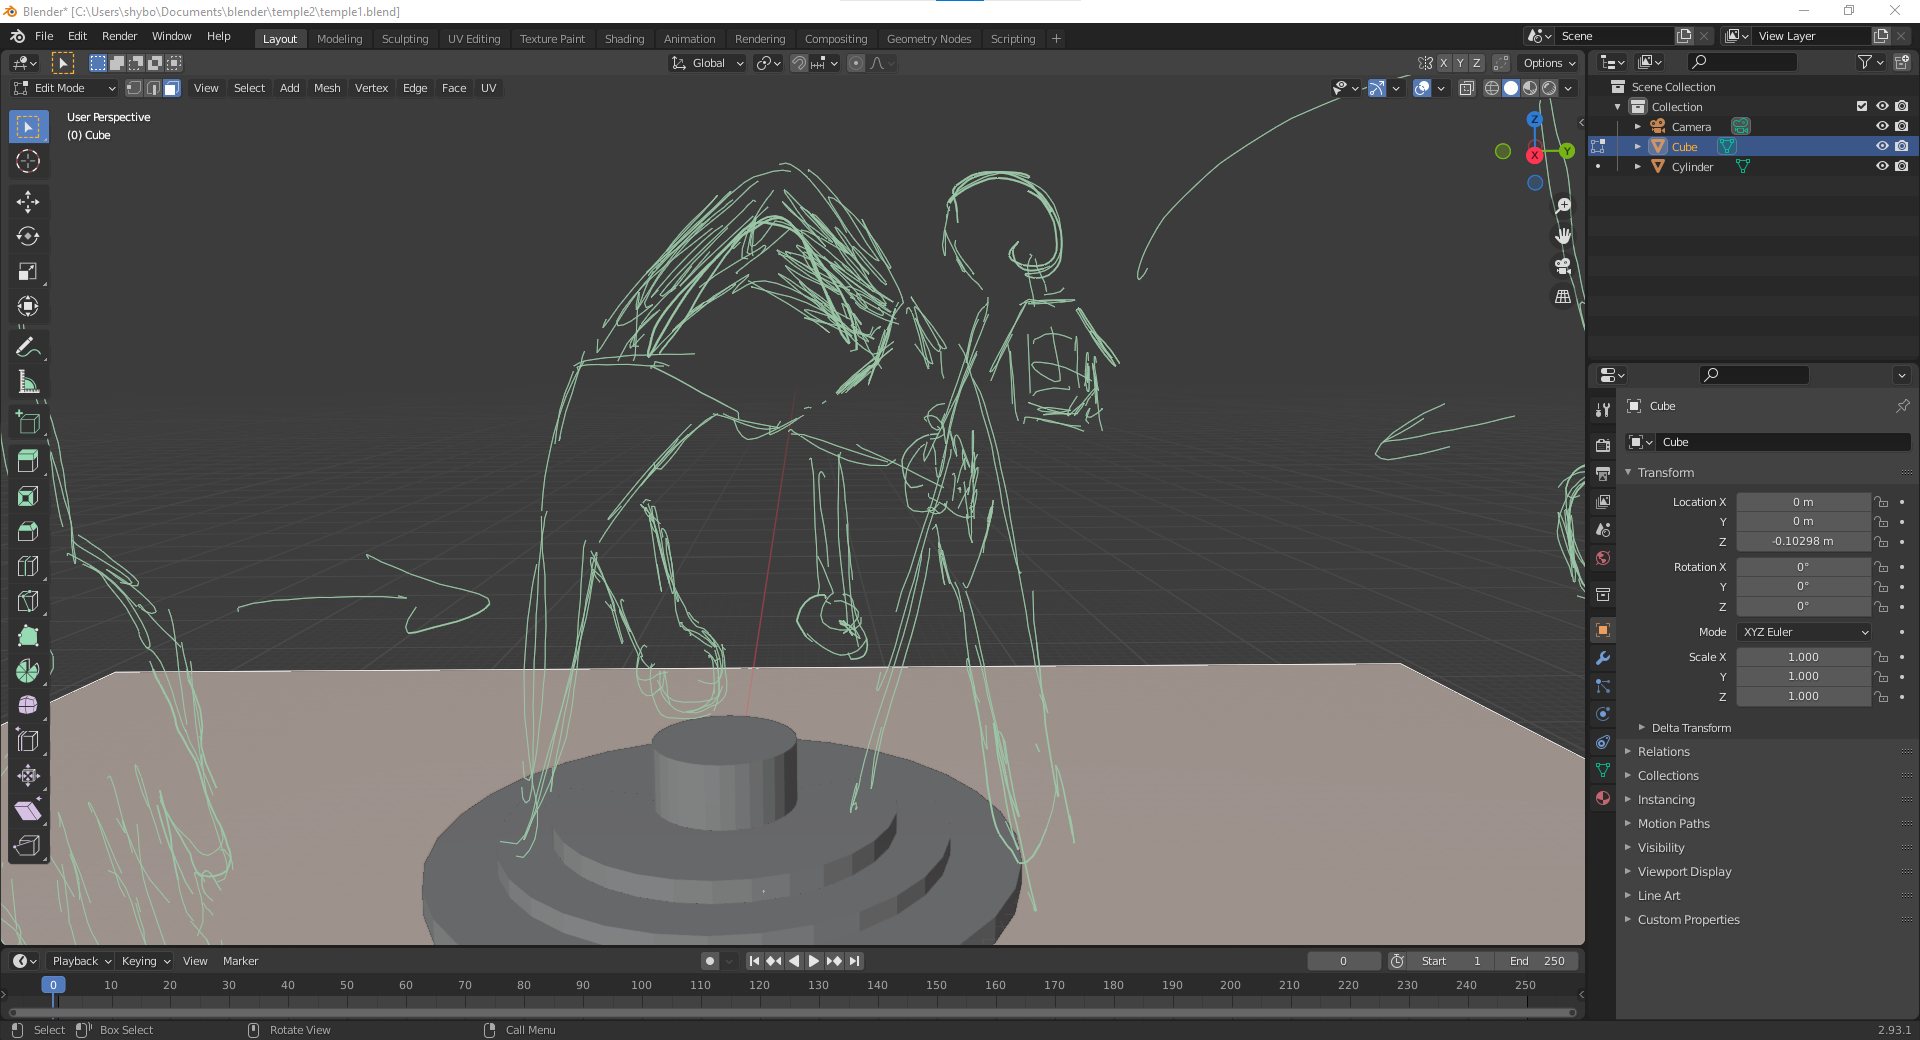 Blender* [C:\Users\shybo\Documents\blender\temple2\temple1.blend]
File Edit Render Window Help Layout Modeling Sculpting UV Editing Texture Paint Shading Animation Rendering Compositing Geometry Nodes Scripting + Scene View Layer
Global X Y Z Options
Edit Mode View Select Add Mesh Vertex Edge Face UV
User Perspective
(0) Cube
Z
Y
X
Scene Collection
Collection
Camera
Cube
Cylinder
Cube
Cube
Transform
Location X 0 m
Y 0 m
Z -0.10298 m
Rotation X 0°
Y 0°
Z 0°
Mode XYZ Euler
Scale X 1.000
Y 1.000
Z 1.000
Delta Transform
Relations
Collections
Instancing
Motion Paths
Visibility
Viewport Display
Line Art
Custom Properties
Playback Keying View Marker 0 Start 1 End 250
0 10 20 30 40 50 60 70 80 90 100 110 120 130 140 150 160 170 180 190 200 210 220 230 240 250
Select Box Select Rotate View Call Menu 2.93.1